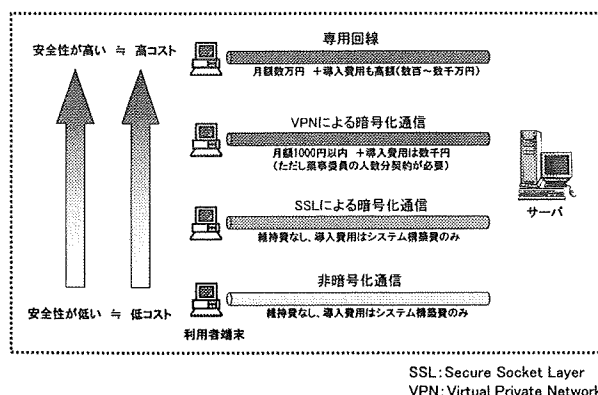 安全性が高い ≒ 高コスト
専用回線
月額数万円 +導入費用も高額(数百～数千万円)
VPNによる暗号化通信
月額1000円以内 +導入費用は数千円
(ただし薬事委員の人数分契約が必要)
サーバ
SSLによる暗号化通信
維持費なし、導入費用はシステム構築費のみ
非暗号化通信
維持費なし、導入費用はシステム構築費のみ
安全性が低い ≒ 低コスト
利用者端末
SSL:Secure Socket Layer
VPN:Virtual Private Network